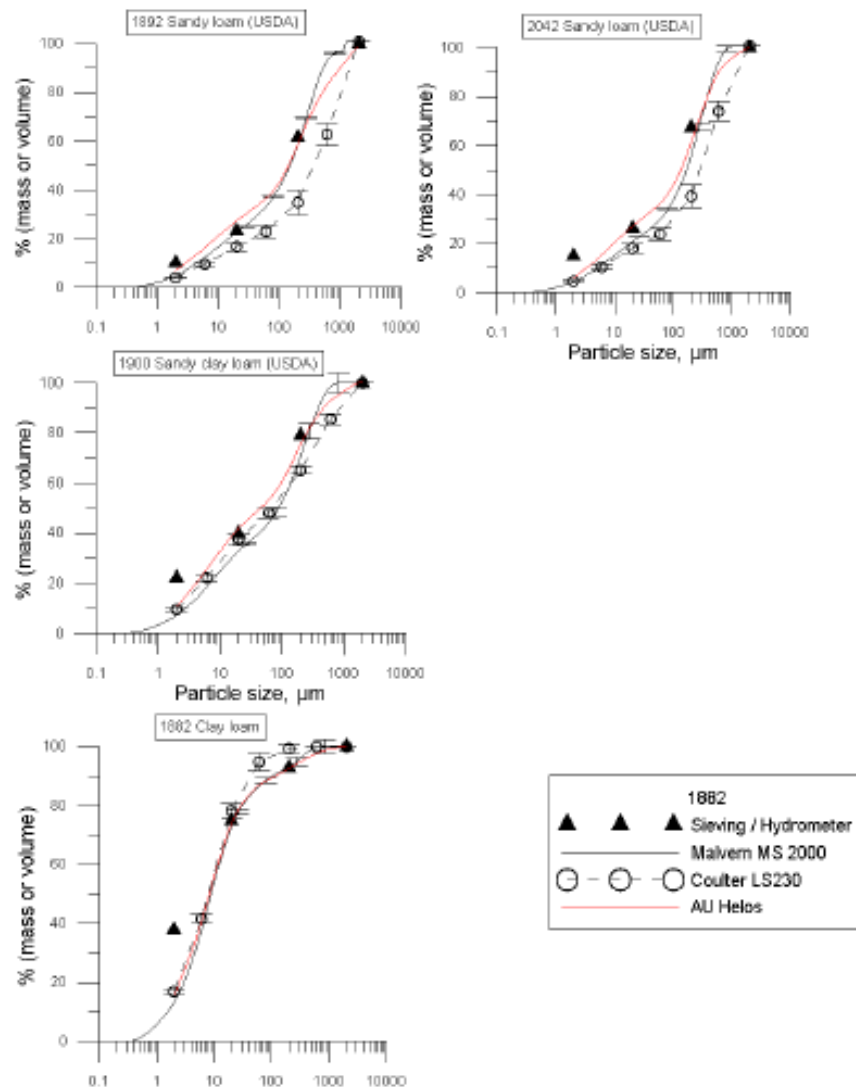 1892 Sandy loam (USDA)
100
80
60
40
20
0
% (mass or volume)
0.1 1 10 100 1000 10000
2042 Sandy loam (USDA)
100
80
60
40
20
0
% (mass or volume)
0.1 1 10 100 1000 10000
Particle size, µm
1900 Sandy clay loam (USDA)
100
80
60
40
20
0
% (mass or volume)
0.1 1 10 100 1000 10000
Particle size, µm
1882 Clay loam
100
80
60
40
20
0
% (mass or volume)
0.1 1 10 100 1000 10000
1882
Sieving / Hydrometer
Malvern MS 2000
Coulter LS230
AU Helos